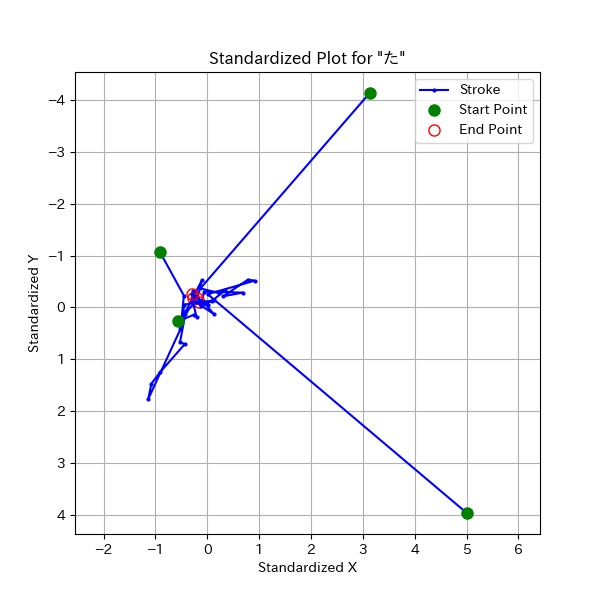 Standardized Plot for "た"
Stroke
Start Point
End Point
Standardized Y
−4
−3
−2
−1
0
1
2
3
4
−2 −1 0 1 2 3 4 5 6
Standardized X